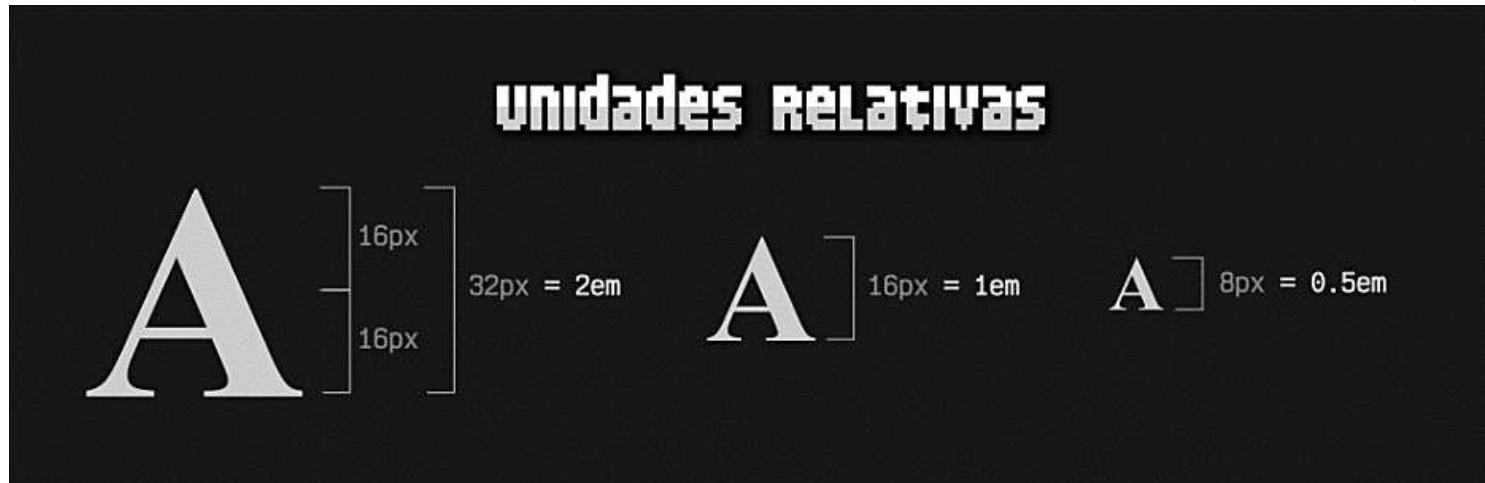 Unidades Relativas
A
16px
16px
32px = 2em
A
16px = 1em
A
8px = 0.5em